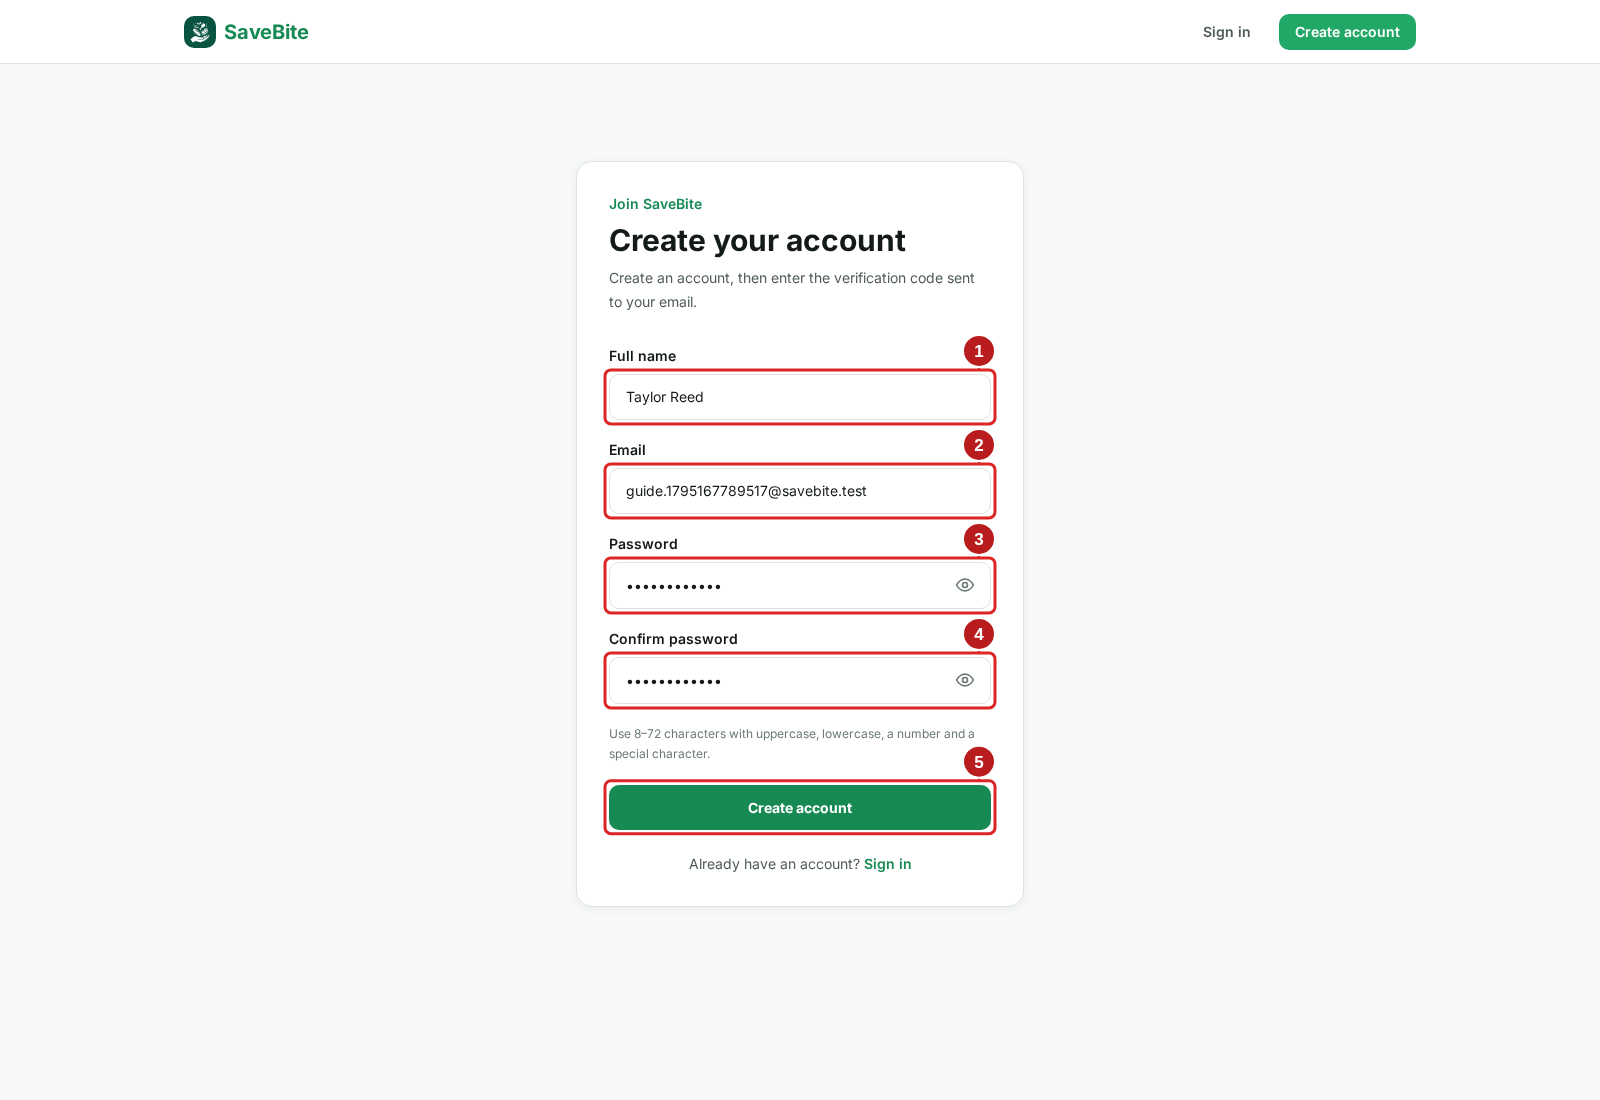 SaveBite
Sign in
Create account
Join SaveBite
Create your account
Create an account, then enter the verification code sent
to your email.
Full name
1
Taylor Reed
Email
2
guide.1795167789517@savebite.test
Password
3
••••••••••••
Confirm password
4
••••••••••••
Use 8–72 characters with uppercase, lowercase, a number and a
special character.
5
Create account
Already have an account? Sign in